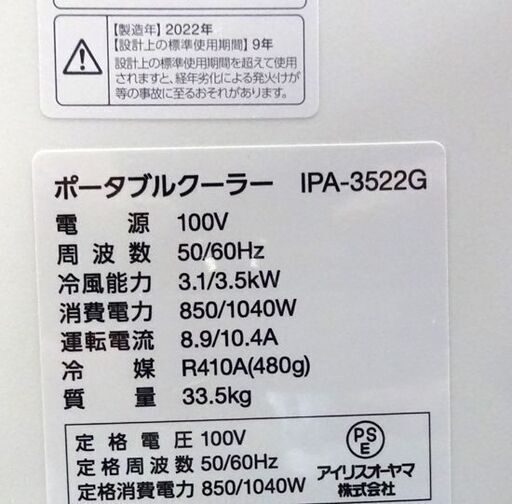 【製造年】2022年
【設計上の標準使用期間】9年
設計上の標準使用期間を超えて使用
されますと、経年劣化による発火けが
等の事故に至るおそれがあります。
ポータブルクーラー IPA-3522G
電源 100V
周波数 50/60Hz
冷風能力 3.1/3.5kW
消費電力 850/1040W
運転電流 8.9/10.4A
冷媒 R410A(480g)
質量 33.5kg
定格電圧 100V
定格周波数 50/60Hz
定格消費電力 850/1040W
PS
E
アイリスオーヤマ
株式会社